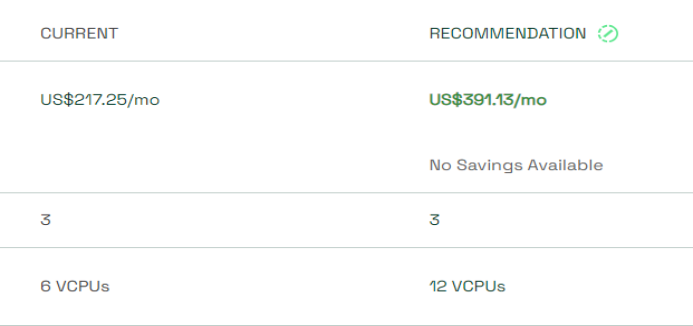 CURRENT RECOMMENDATION
US$217.25/mo US$391.13/mo
No Savings Available
3 3
6 VCPUs 12 VCPUs